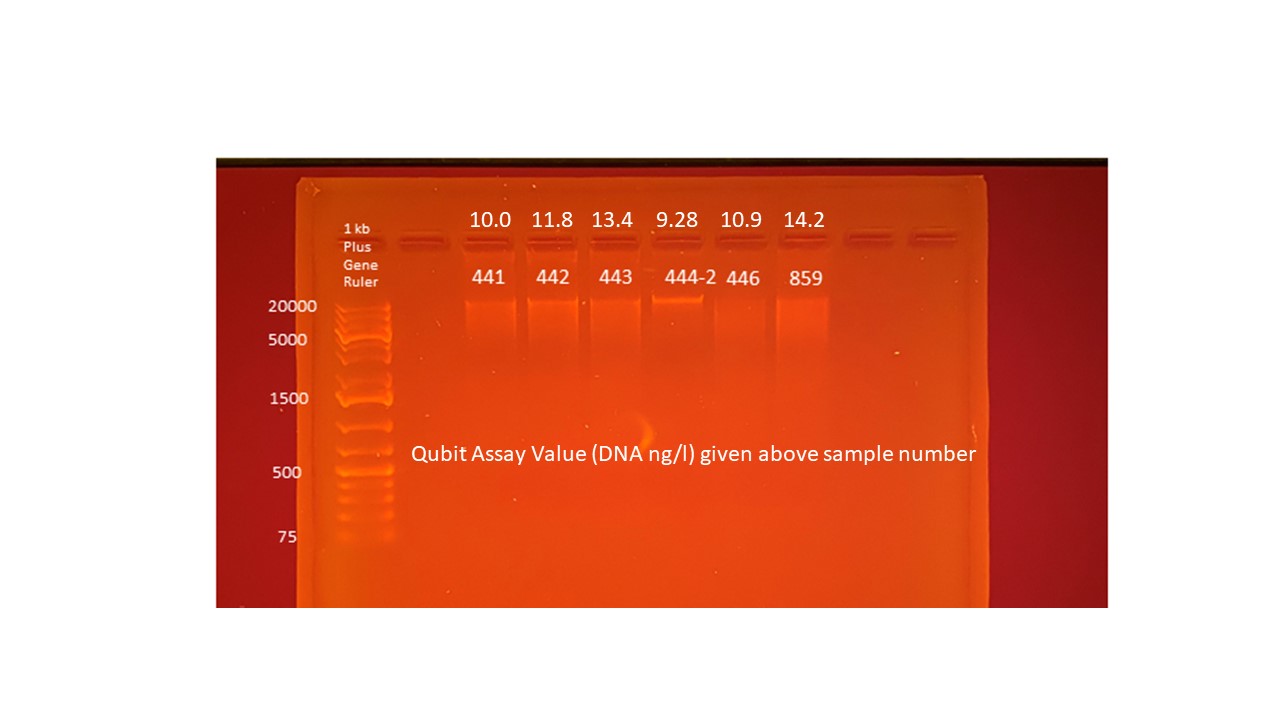 10.0 11.8 13.4 9.28 10.9 14.2
1 kb
Plus
Gene
Ruler
441 442 443 444-2 446 859
20000
5000
1500
Qubit Assay Value (DNA ng/l) given above sample number
500
75